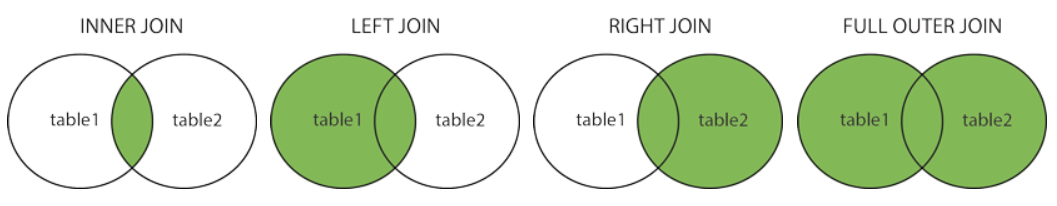 INNER JOIN
LEFT JOIN
RIGHT JOIN
FULL OUTER JOIN
table1
table2
table1
table2
table1
table2
table1
table2